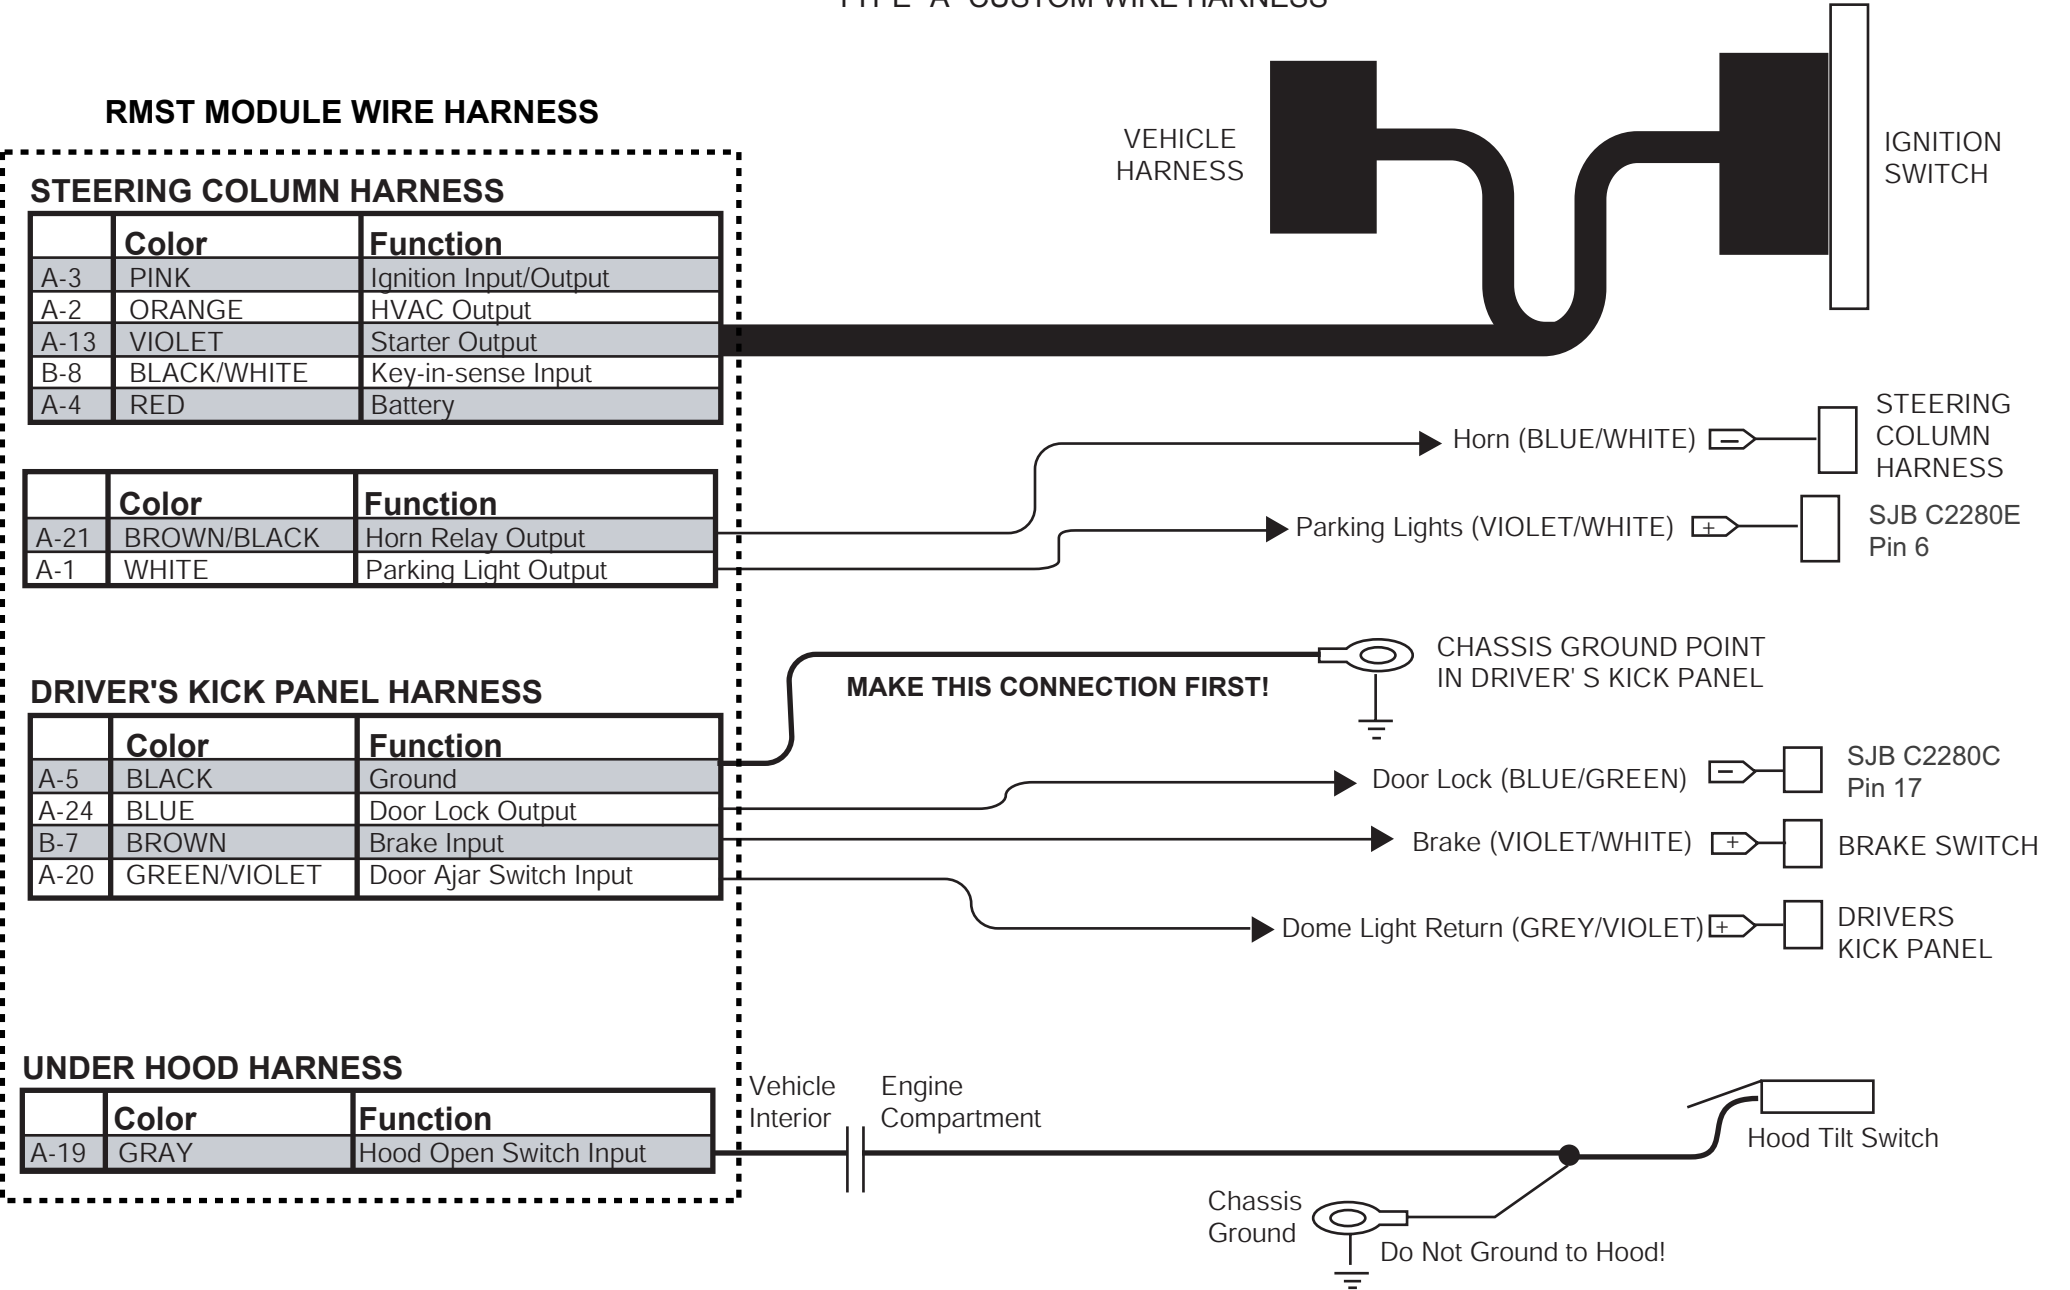 TYPE "A" CUSTOM WIRE HARNESS
RMST MODULE WIRE HARNESS
VEHICLE
HARNESS
IGNITION
SWITCH
STEERING COLUMN HARNESS
Color Function
A-3 PINK Ignition Input/Output
A-2 ORANGE HVAC Output
A-13 VIOLET Starter Output
B-8 BLACK/WHITE Key-in-sense Input
A-4 RED Battery
Horn (BLUE/WHITE) −
STEERING
COLUMN
HARNESS
Color Function
A-21 BROWN/BLACK Horn Relay Output
A-1 WHITE Parking Light Output
Parking Lights (VIOLET/WHITE) +
SJB C2280E
Pin 6
CHASSIS GROUND POINT
IN DRIVER' S KICK PANEL
MAKE THIS CONNECTION FIRST!
DRIVER'S KICK PANEL HARNESS
Color Function
A-5 BLACK Ground
A-24 BLUE Door Lock Output
B-7 BROWN Brake Input
A-20 GREEN/VIOLET Door Ajar Switch Input
Door Lock (BLUE/GREEN) −
SJB C2280C
Pin 17
Brake (VIOLET/WHITE) +
BRAKE SWITCH
Dome Light Return (GREY/VIOLET) +
DRIVERS
KICK PANEL
UNDER HOOD HARNESS
Color Function
A-19 GRAY Hood Open Switch Input
Vehicle
Interior
Engine
Compartment
Hood Tilt Switch
Chassis
Ground
Do Not Ground to Hood!